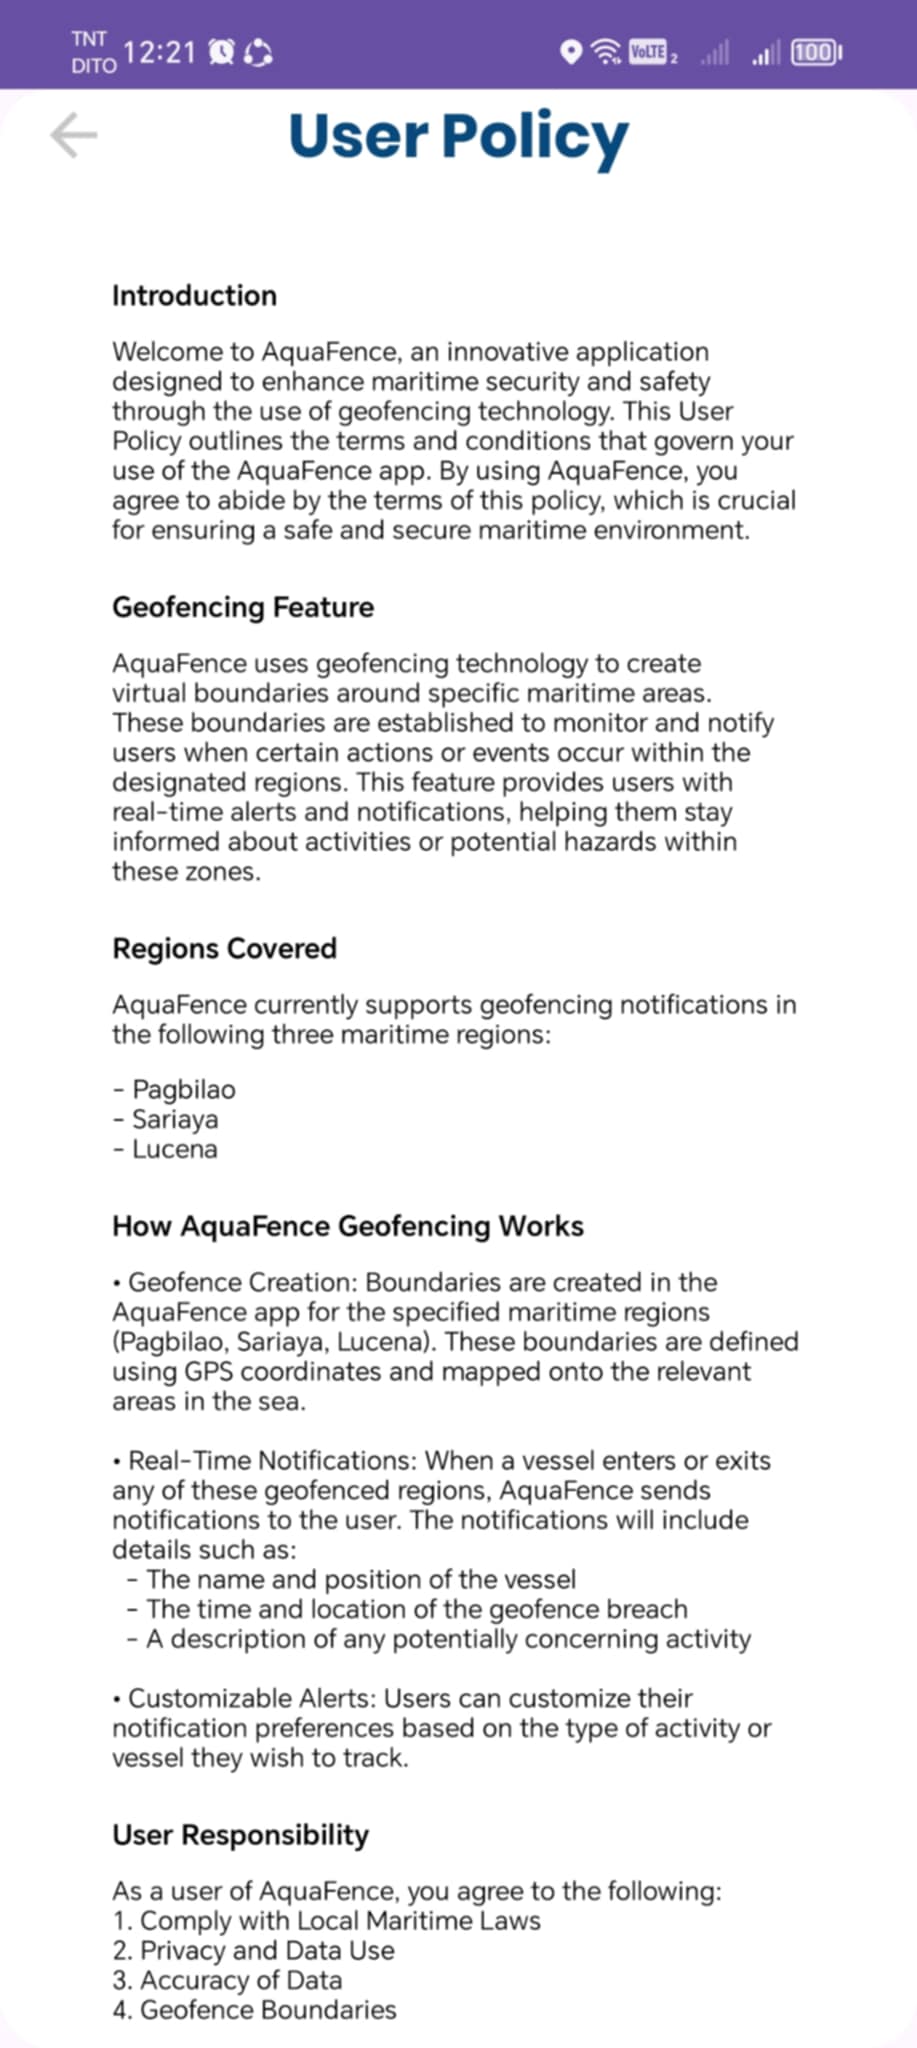 TNT
DITO
12:21
VoLTE 2
100
User Policy
Introduction
Welcome to AquaFence, an innovative application
designed to enhance maritime security and safety
through the use of geofencing technology. This User
Policy outlines the terms and conditions that govern your
use of the AquaFence app. By using AquaFence, you
agree to abide by the terms of this policy, which is crucial
for ensuring a safe and secure maritime environment.
Geofencing Feature
AquaFence uses geofencing technology to create
virtual boundaries around specific maritime areas.
These boundaries are established to monitor and notify
users when certain actions or events occur within the
designated regions. This feature provides users with
real-time alerts and notifications, helping them stay
informed about activities or potential hazards within
these zones.
Regions Covered
AquaFence currently supports geofencing notifications in
the following three maritime regions:
- Pagbilao
- Sariaya
- Lucena
How AquaFence Geofencing Works
• Geofence Creation: Boundaries are created in the
AquaFence app for the specified maritime regions
(Pagbilao, Sariaya, Lucena). These boundaries are defined
using GPS coordinates and mapped onto the relevant
areas in the sea.
• Real-Time Notifications: When a vessel enters or exits
any of these geofenced regions, AquaFence sends
notifications to the user. The notifications will include
details such as:
- The name and position of the vessel
- The time and location of the geofence breach
- A description of any potentially concerning activity
• Customizable Alerts: Users can customize their
notification preferences based on the type of activity or
vessel they wish to track.
User Responsibility
As a user of AquaFence, you agree to the following:
1. Comply with Local Maritime Laws
2. Privacy and Data Use
3. Accuracy of Data
4. Geofence Boundaries